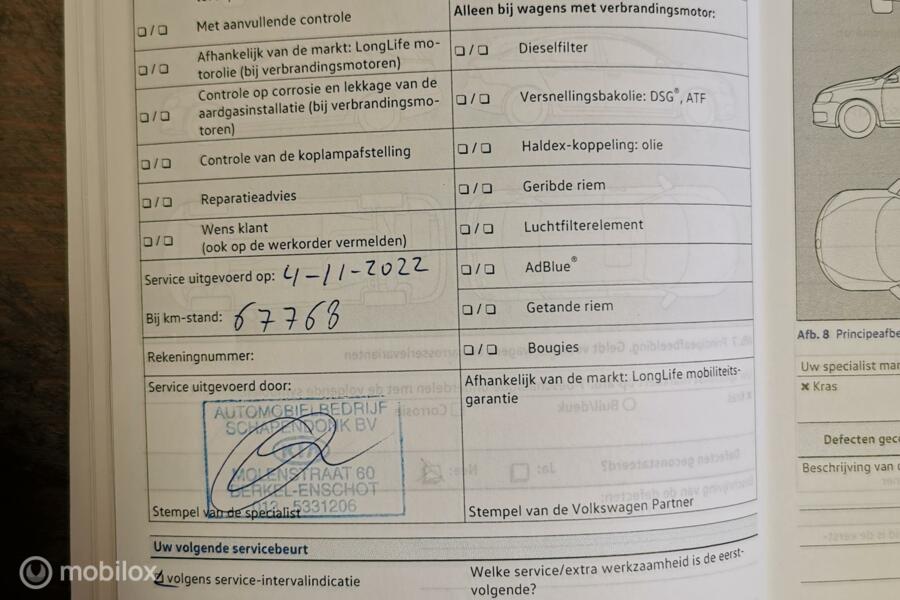 Alleen bij wagens met verbrandingsmotor:
❑ / ❑ Met aanvullende controle
❑ / ❑ Afhankelijk van de markt: LongLife mo-
torolie (bij verbrandingsmotoren)
❑ / ❑ Controle op corrosie en lekkage van de
aardgasinstallatie (bij verbrandingsmo-
toren)
❑ / ❑ Controle van de koplampafstelling
❑ / ❑ Reparatieadvies
❑ / ❑ Wens klant
(ook op de werkorder vermelden)
Service uitgevoerd op: 4-11-2022
Bij km-stand: 67768
Rekeningnummer:
Service uitgevoerd door:
AUTOMOBIELBEDRIJF
SCHAPENDONK BV
KIA
MOLENSTRAAT 60
BERKEL-ENSCHOT
013 - 5331206
Stempel van de specialist
❑ / ❑ Dieselfilter
❑ / ❑ Versnellingsbakolie: DSG®, ATF
❑ / ❑ Haldex-koppeling: olie
❑ / ❑ Geribde riem
❑ / ❑ Luchtfilterelement
❑ / ❑ AdBlue®
❑ / ❑ Getande riem
❑ / ❑ Bougies
Afhankelijk van de markt: LongLife mobiliteits-
garantie
Stempel van de Volkswagen Partner
Uw volgende servicebeurt
volgens service-intervalindicatie
Welke service/extra werkzaamheid is de eerst-
volgende?
Afb. 8 Principeafbe
Uw specialist mar
× Kras
Defecten gec
Beschrijving van
mobilox